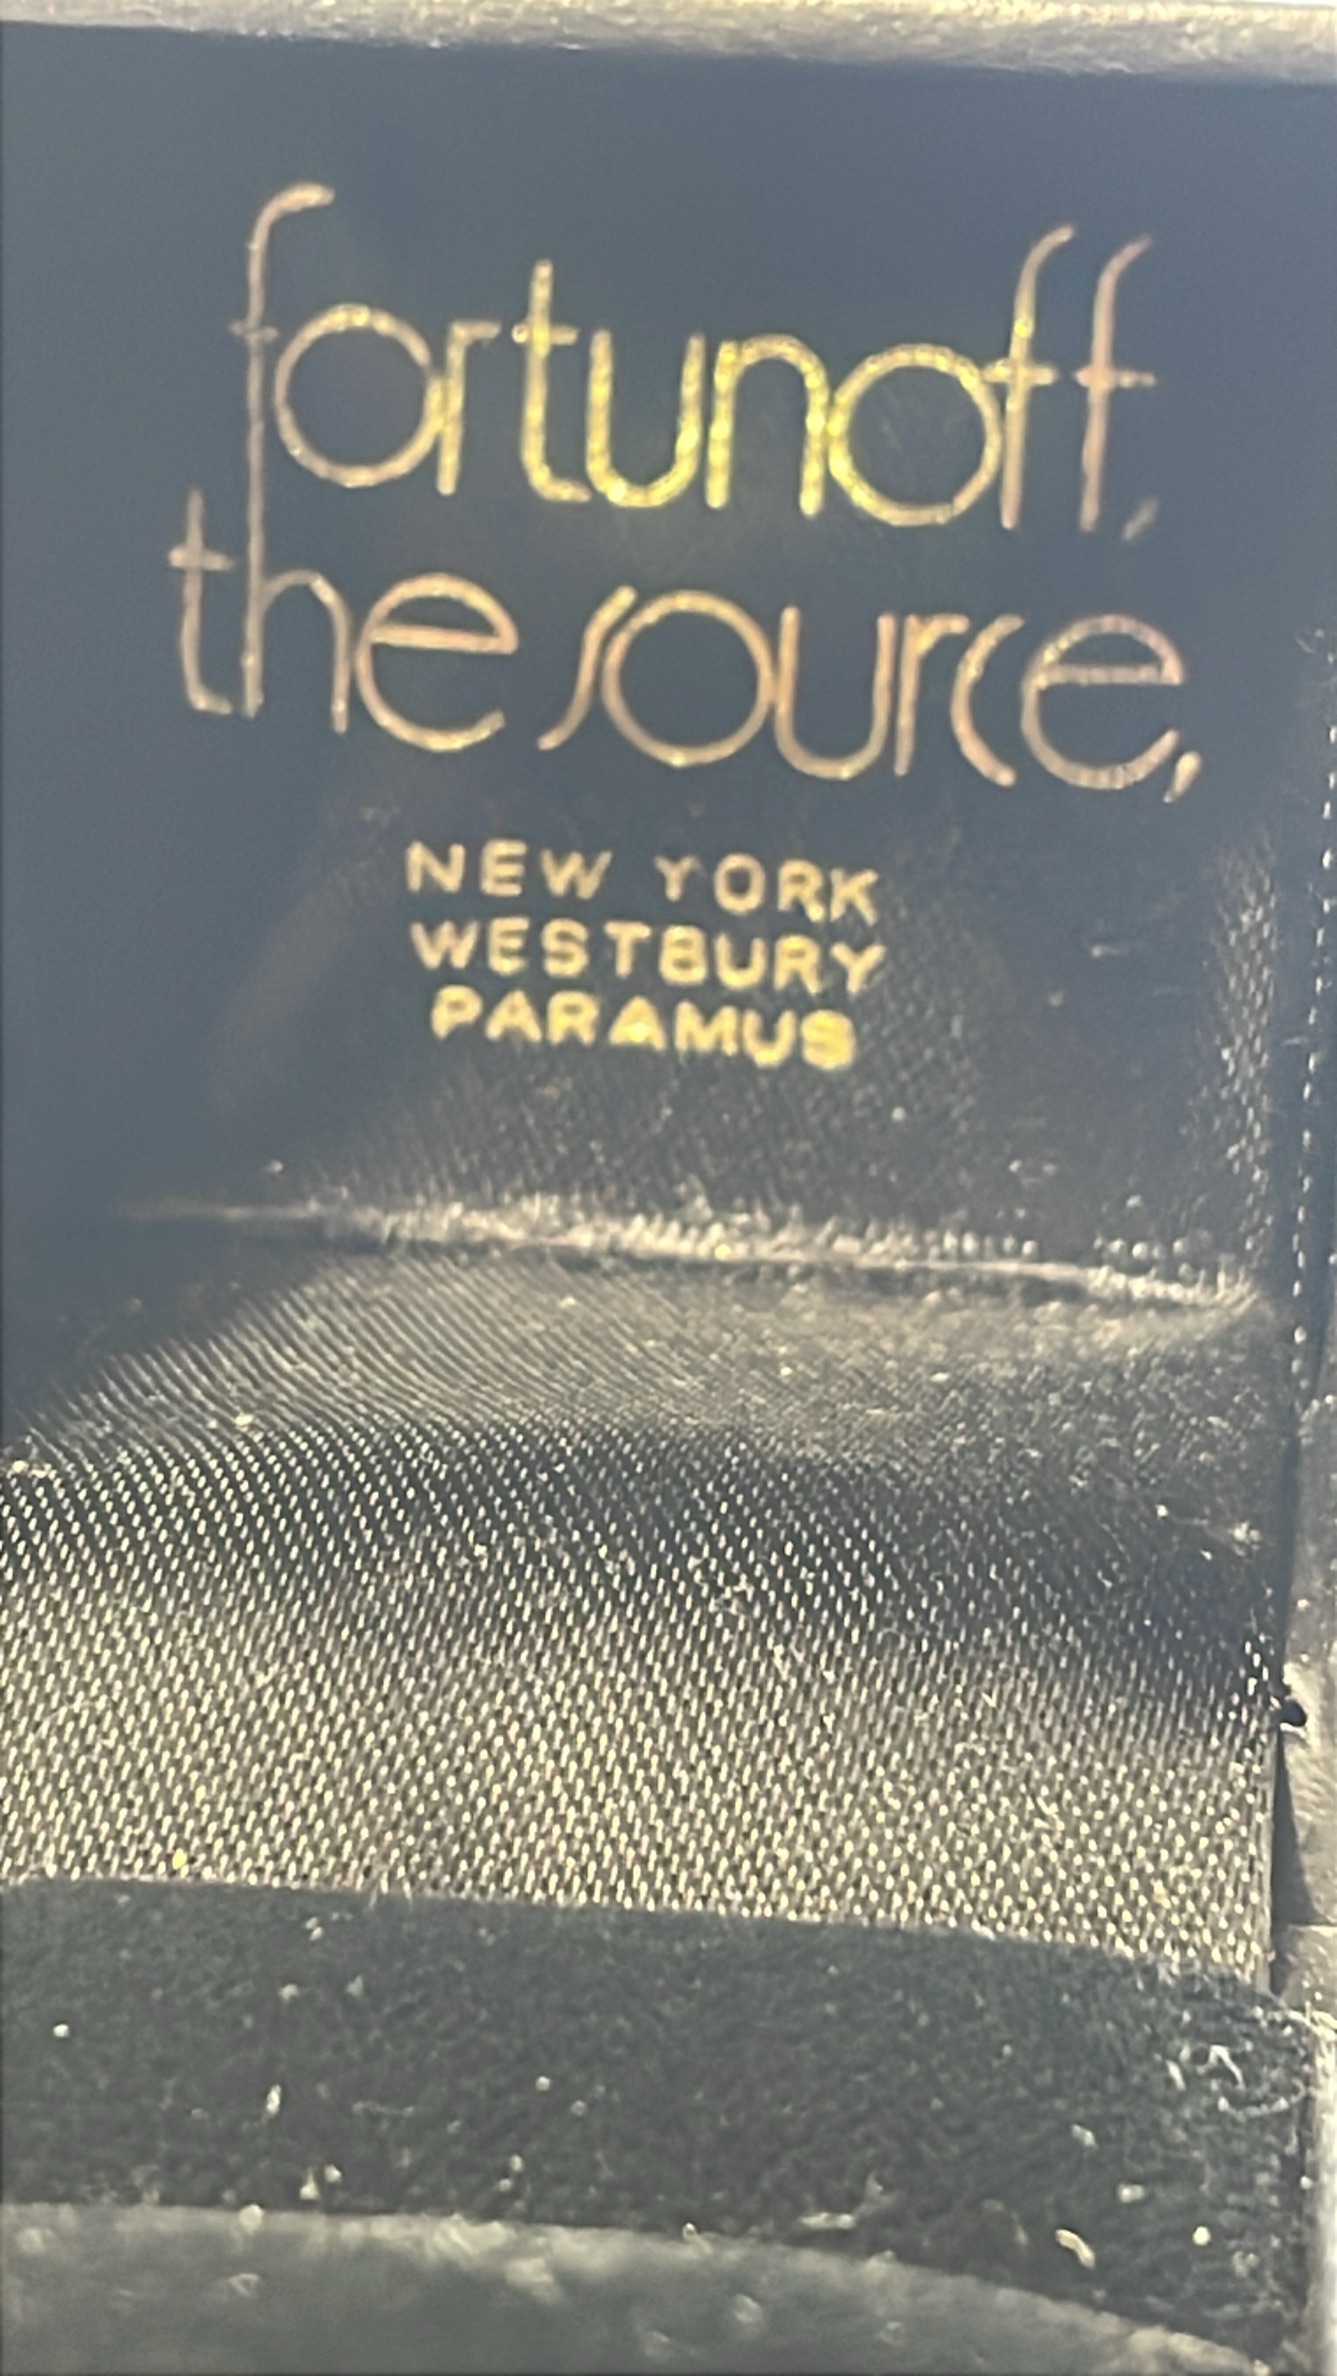 fortunoff,
the source,
NEW YORK
WESTBURY
PARAMUS